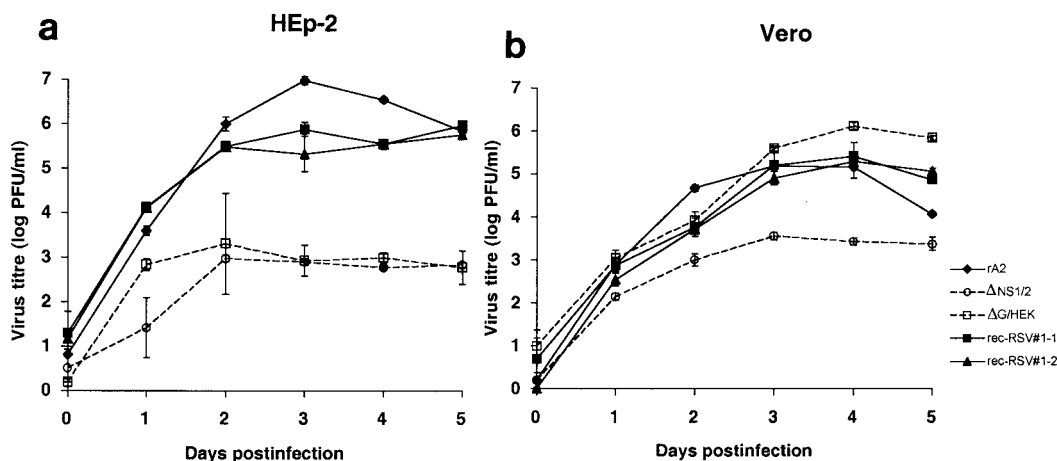 a
HEp-2
Virus titre (log PFU/ml)
7
6
5
4
3
2
1
0
0 1 2 3 4 5
Days postinfection
b
Vero
Virus titre (log PFU/ml)
7
6
5
4
3
2
1
0
0 1 2 3 4 5
Days postinfection
rA2
ΔNS1/2
ΔG/HEK
rec-RSV#1-1
rec-RSV#1-2